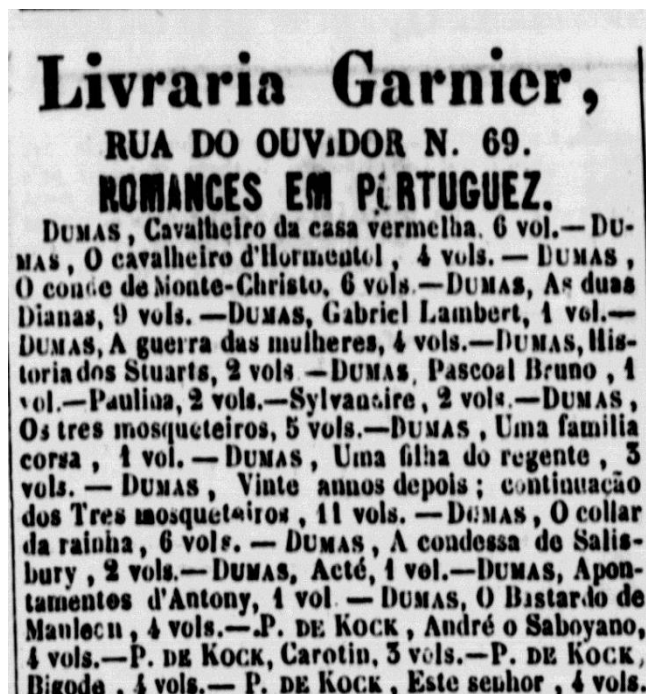 Livraria Garnier,
RUA DO OUVIDOR N. 69.
ROMANCES EM PORTUGUEZ.
DUMAS, Cavalheiro da casa vermelha. 6 vol.—DU-
MAS, O cavalheiro d'Hormentol, 4 vols. — DUMAS,
O conde de Monte-Christo, 6 vols.—DUMAS, As duas
Dianas, 9 vols. —DUMAS, Gabriel Lambert, 1 vol.—
DUMAS, A guerra das mulheres, 4 vols.—DUMAS, His-
toria dos Stuarts, 2 vols.—DUMAS, Pascoal Bruno, 1
vol.—Paulina, 2 vols.—Sylvandire, 2 vols.—DUMAS,
Os tres mosqueteiros, 5 vols.—DUMAS, Uma familia
corsa, 1 vol. — DUMAS, Uma filha do regente, 3
vols. — DUMAS, Vinte annos depois; continuação
dos Tres mosqueteiros, 11 vols. — DUMAS, O collar
da rainha, 6 vols. — DUMAS, A condessa de Salis-
bury, 2 vols.—DUMAS, Acté, 1 vol.—DUMAS, Apon-
tamentos d'Antony, 1 vol — DUMAS, O Bastardo de
Mauleon, 4 vols.—P. DE KOCK, André o Saboyano,
4 vols.—P. DE KOCK, Carotin, 3 vols.—P. DE KOCK,
Bigode, 4 vols.— P. DE KOCK, Este senhor, 4 vols.